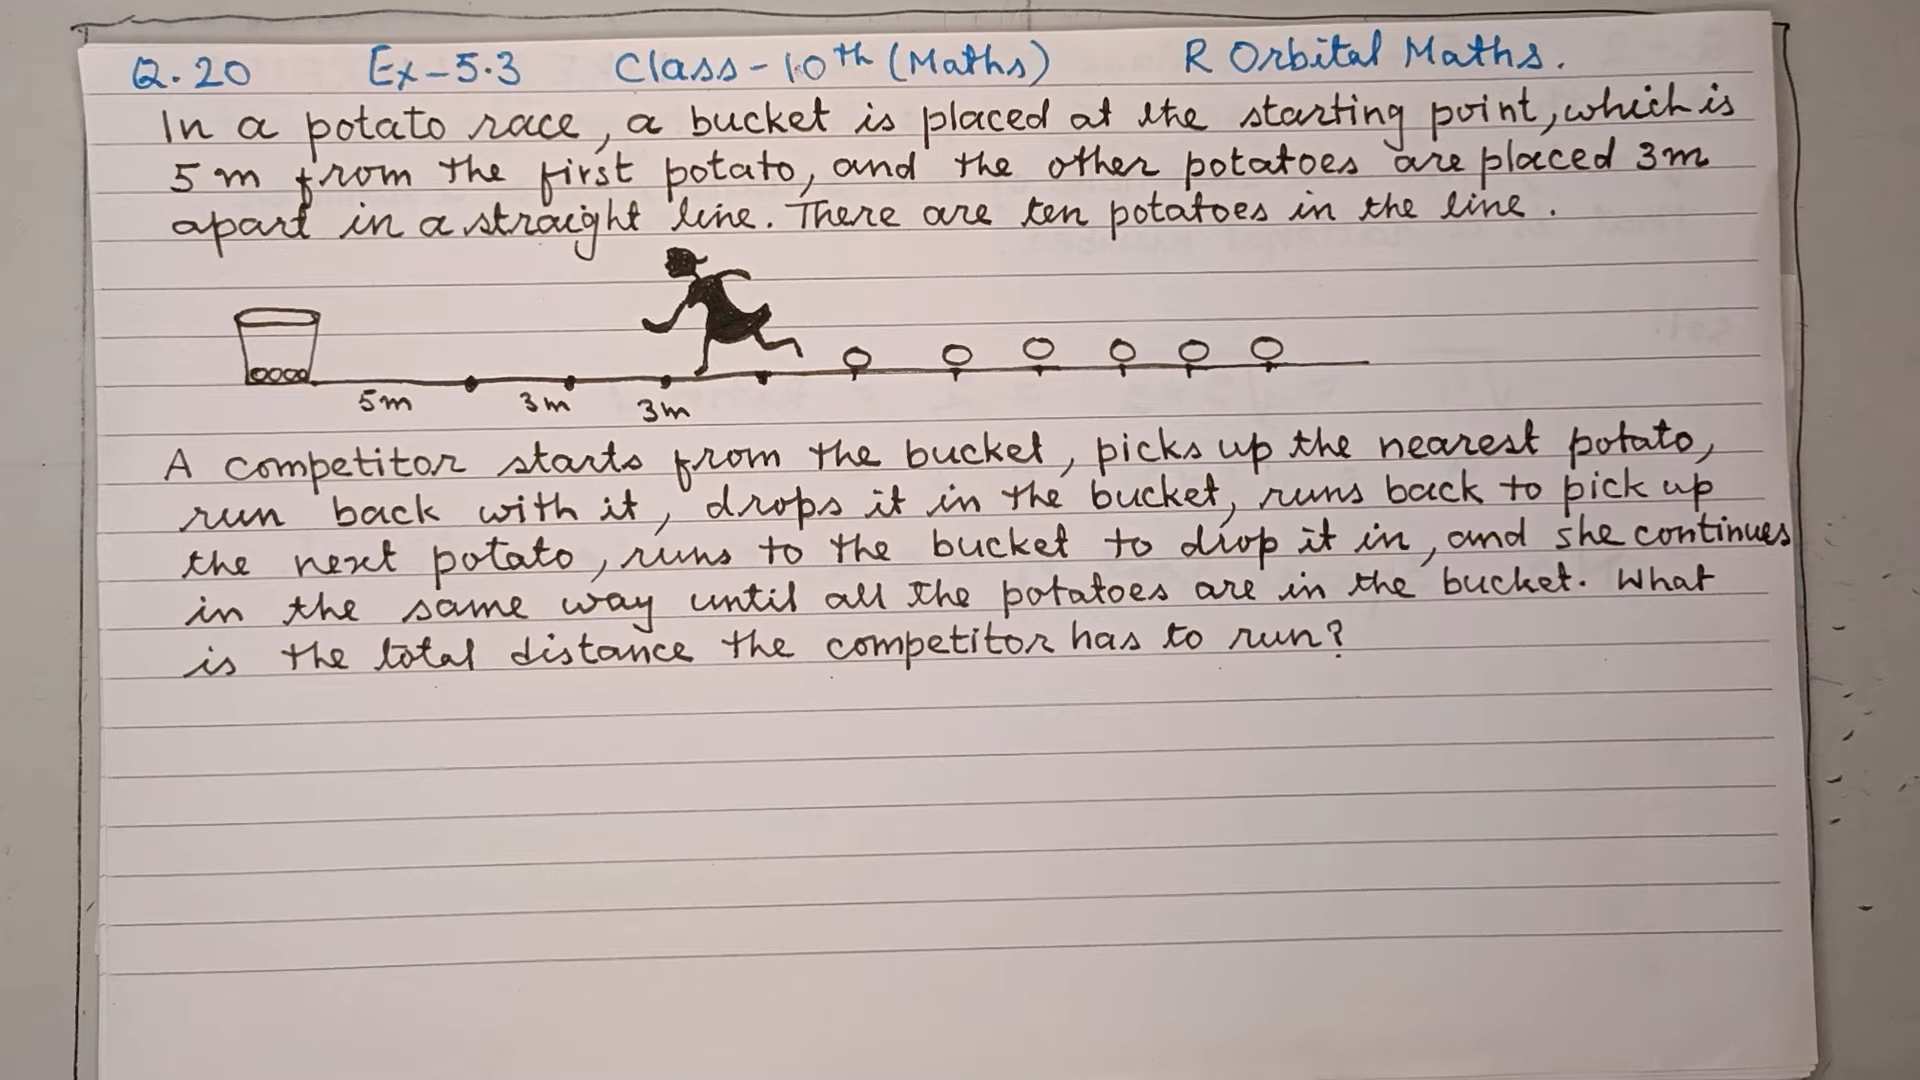 Q.20 Ex-5.3 Class-10th (Maths) R Orbital Maths.
In a potato race, a bucket is placed at the starting point, which is
5m from the first potato, and the other potatoes are placed 3m
apart in a straight line. There are ten potatoes in the line.
5m 3m 3m
A competitor starts from the bucket, picks up the nearest potato,
run back with it, drops it in the bucket, runs back to pick up
the next potato, runs to the bucket to drop it in, and she continues
in the same way until all the potatoes are in the bucket. What
is the total distance the competitor has to run?